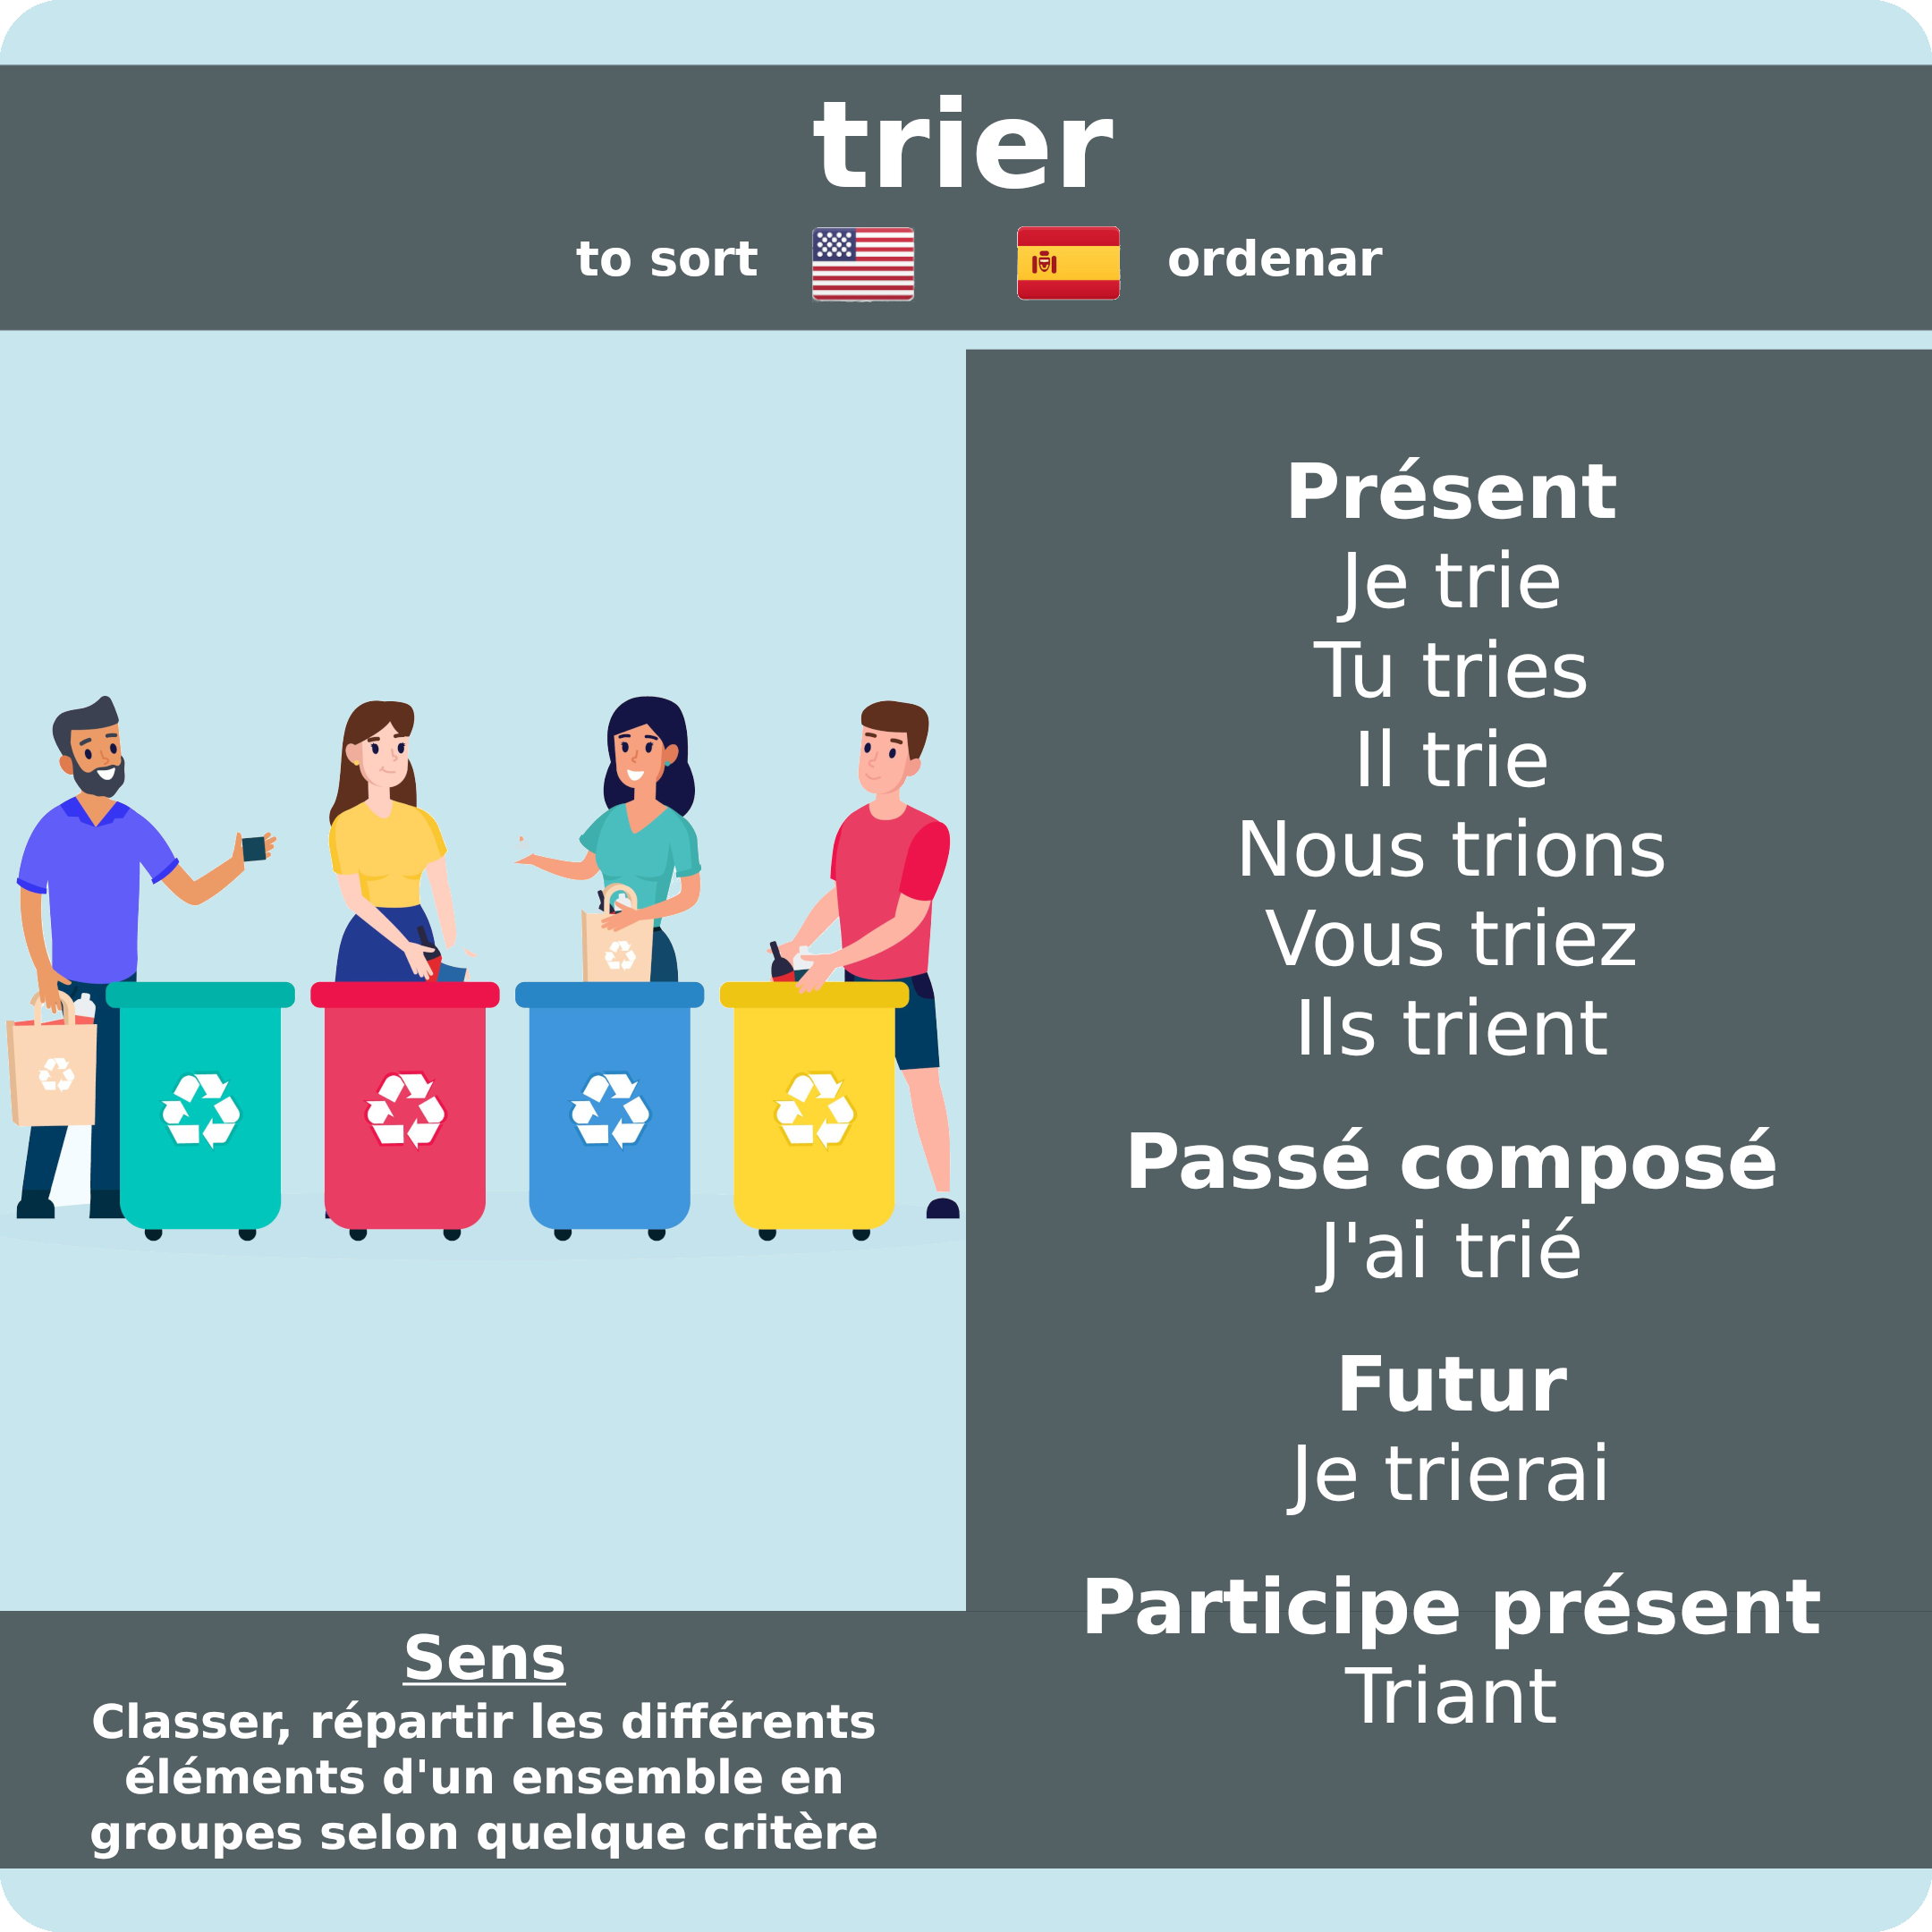 trier
to sort
ordenar
Présent
Je trie
Tu tries
Il trie
Nous trions
Vous triez
Ils trient
Passé composé
J'ai trié
Futur
Je trierai
Participe présent
Triant
Sens
Classer, répartir les différents
éléments d'un ensemble en
groupes selon quelque critère